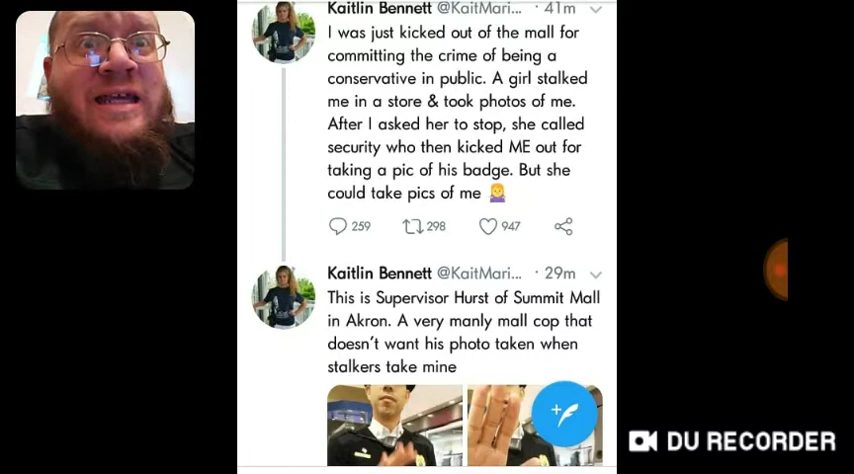 Kaitlin Bennett @KaitMari... · 41m
I was just kicked out of the mall for
committing the crime of being a
conservative in public. A girl stalked
me in a store & took photos of me.
After I asked her to stop, she called
security who then kicked ME out for
taking a pic of his badge. But she
could take pics of me 🤷‍♀️
259 298 947
Kaitlin Bennett @KaitMari... · 29m
This is Supervisor Hurst of Summit Mall
in Akron. A very manly mall cop that
doesn't want his photo taken when
stalkers take mine
DU RECORDER